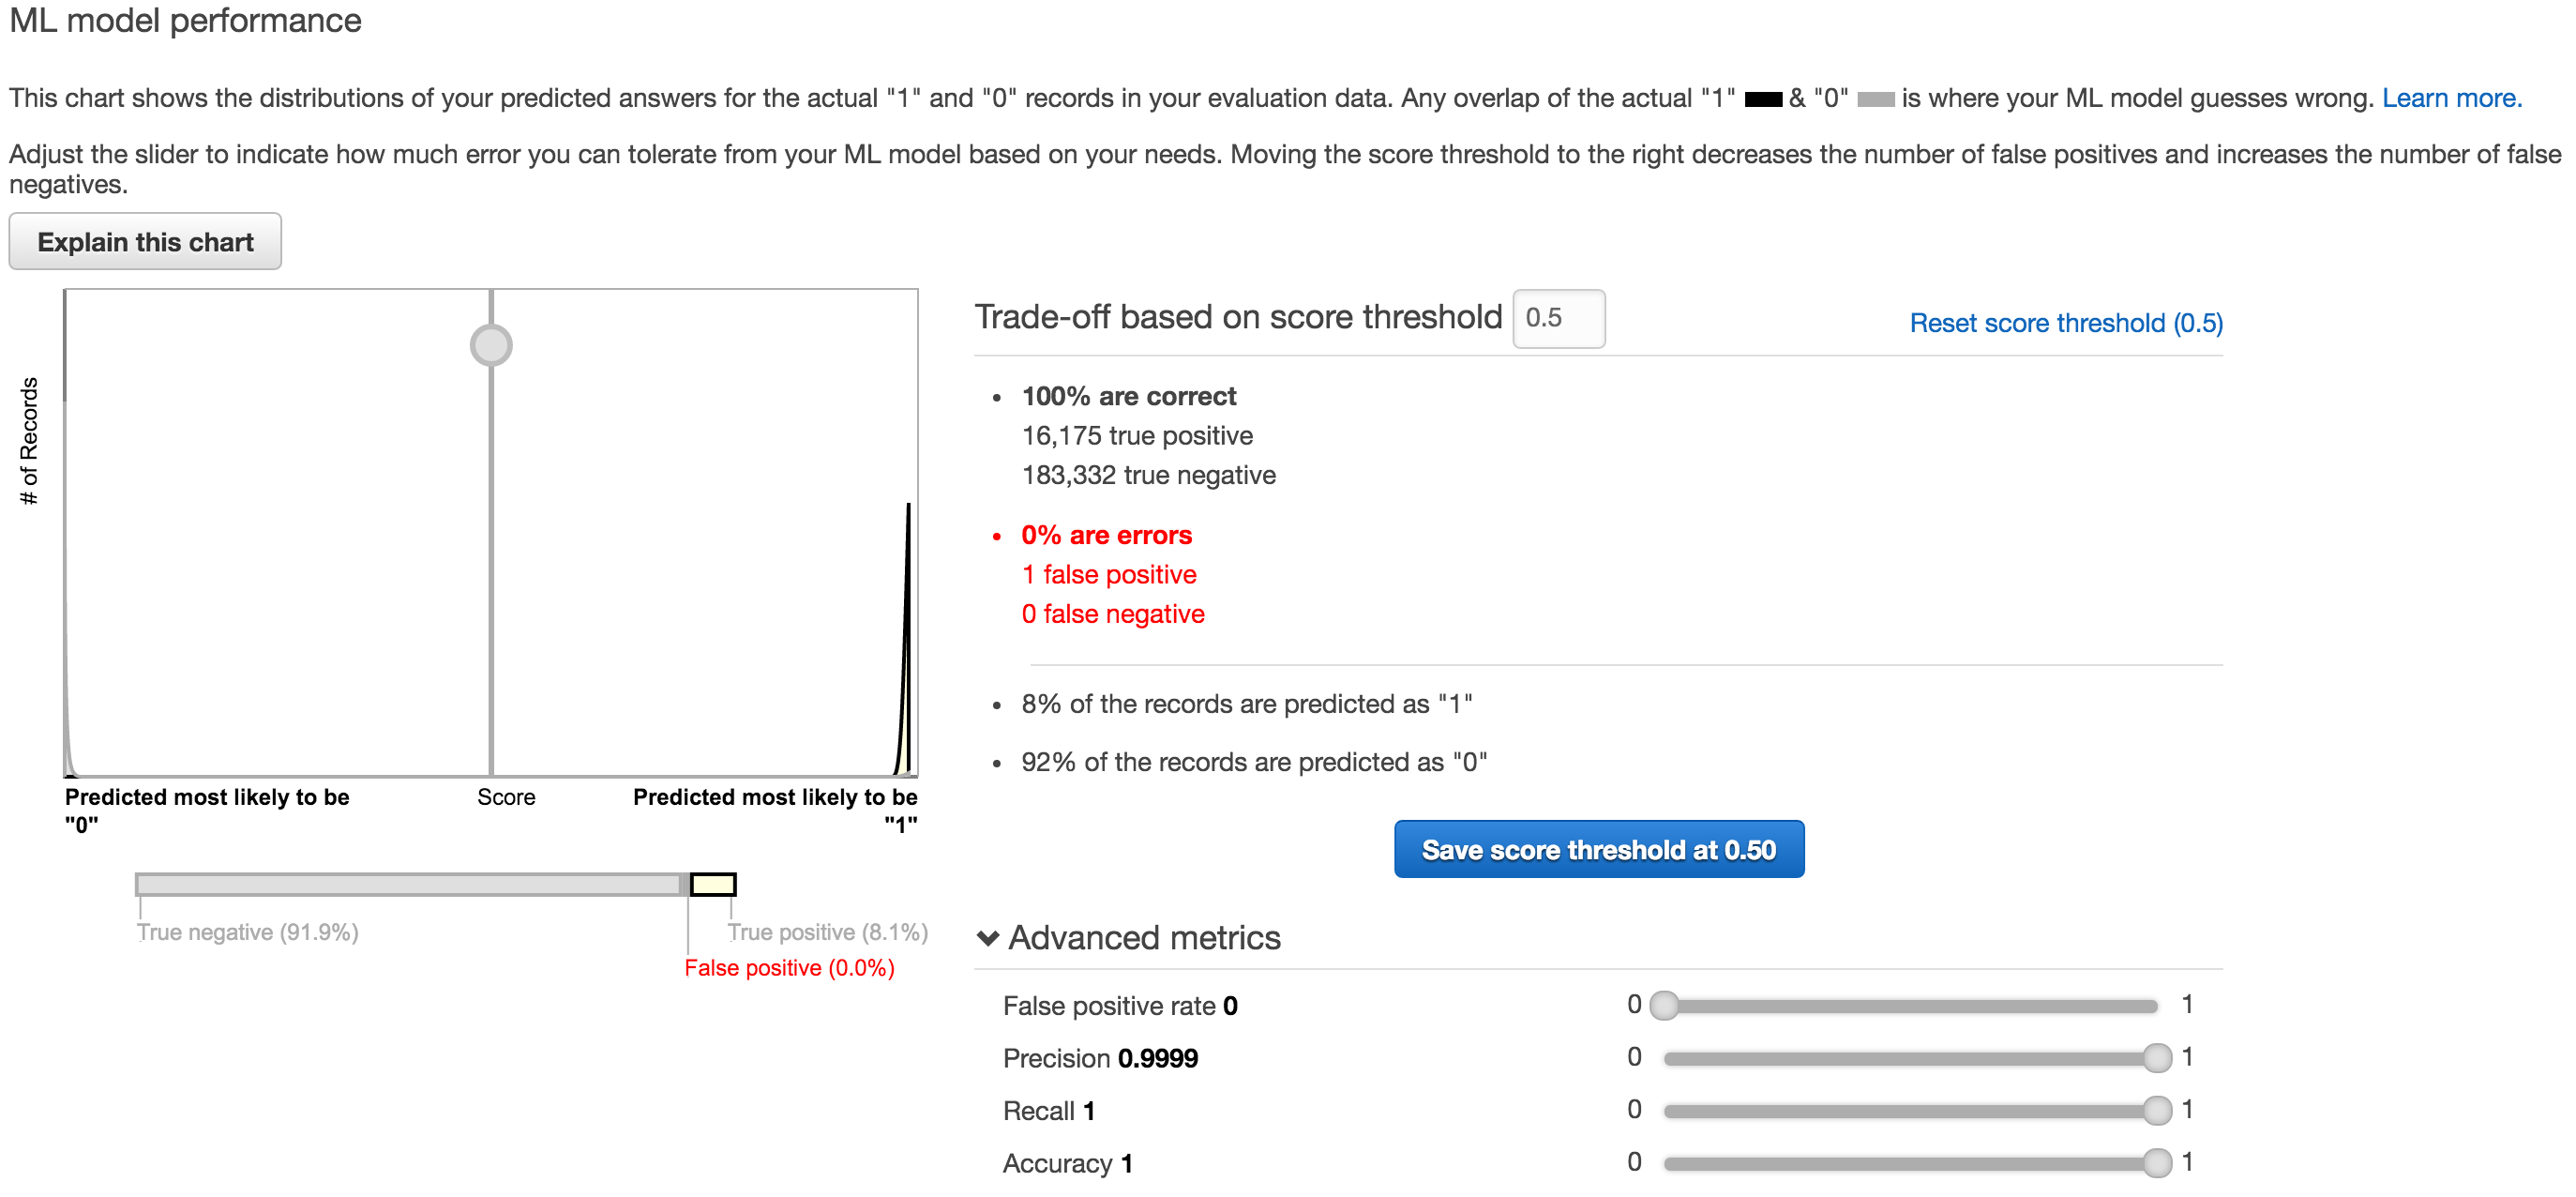 ML model performance
This chart shows the distributions of your predicted answers for the actual "1" and "0" records in your evaluation data. Any overlap of the actual "1" & "0" is where your ML model guesses wrong. Learn more.
Adjust the slider to indicate how much error you can tolerate from your ML model based on your needs. Moving the score threshold to the right decreases the number of false positives and increases the number of false
negatives.
Explain this chart
# of Records
Predicted most likely to be
"0"
Score
Predicted most likely to be
"1"
True negative (91.9%)
True positive (8.1%)
False positive (0.0%)
Trade-off based on score threshold 0.5
Reset score threshold (0.5)
• 100% are correct
16,175 true positive
183,332 true negative
• 0% are errors
1 false positive
0 false negative
• 8% of the records are predicted as "1"
• 92% of the records are predicted as "0"
Save score threshold at 0.50
Advanced metrics
False positive rate 0 0 1
Precision 0.9999 0 1
Recall 1 0 1
Accuracy 1 0 1